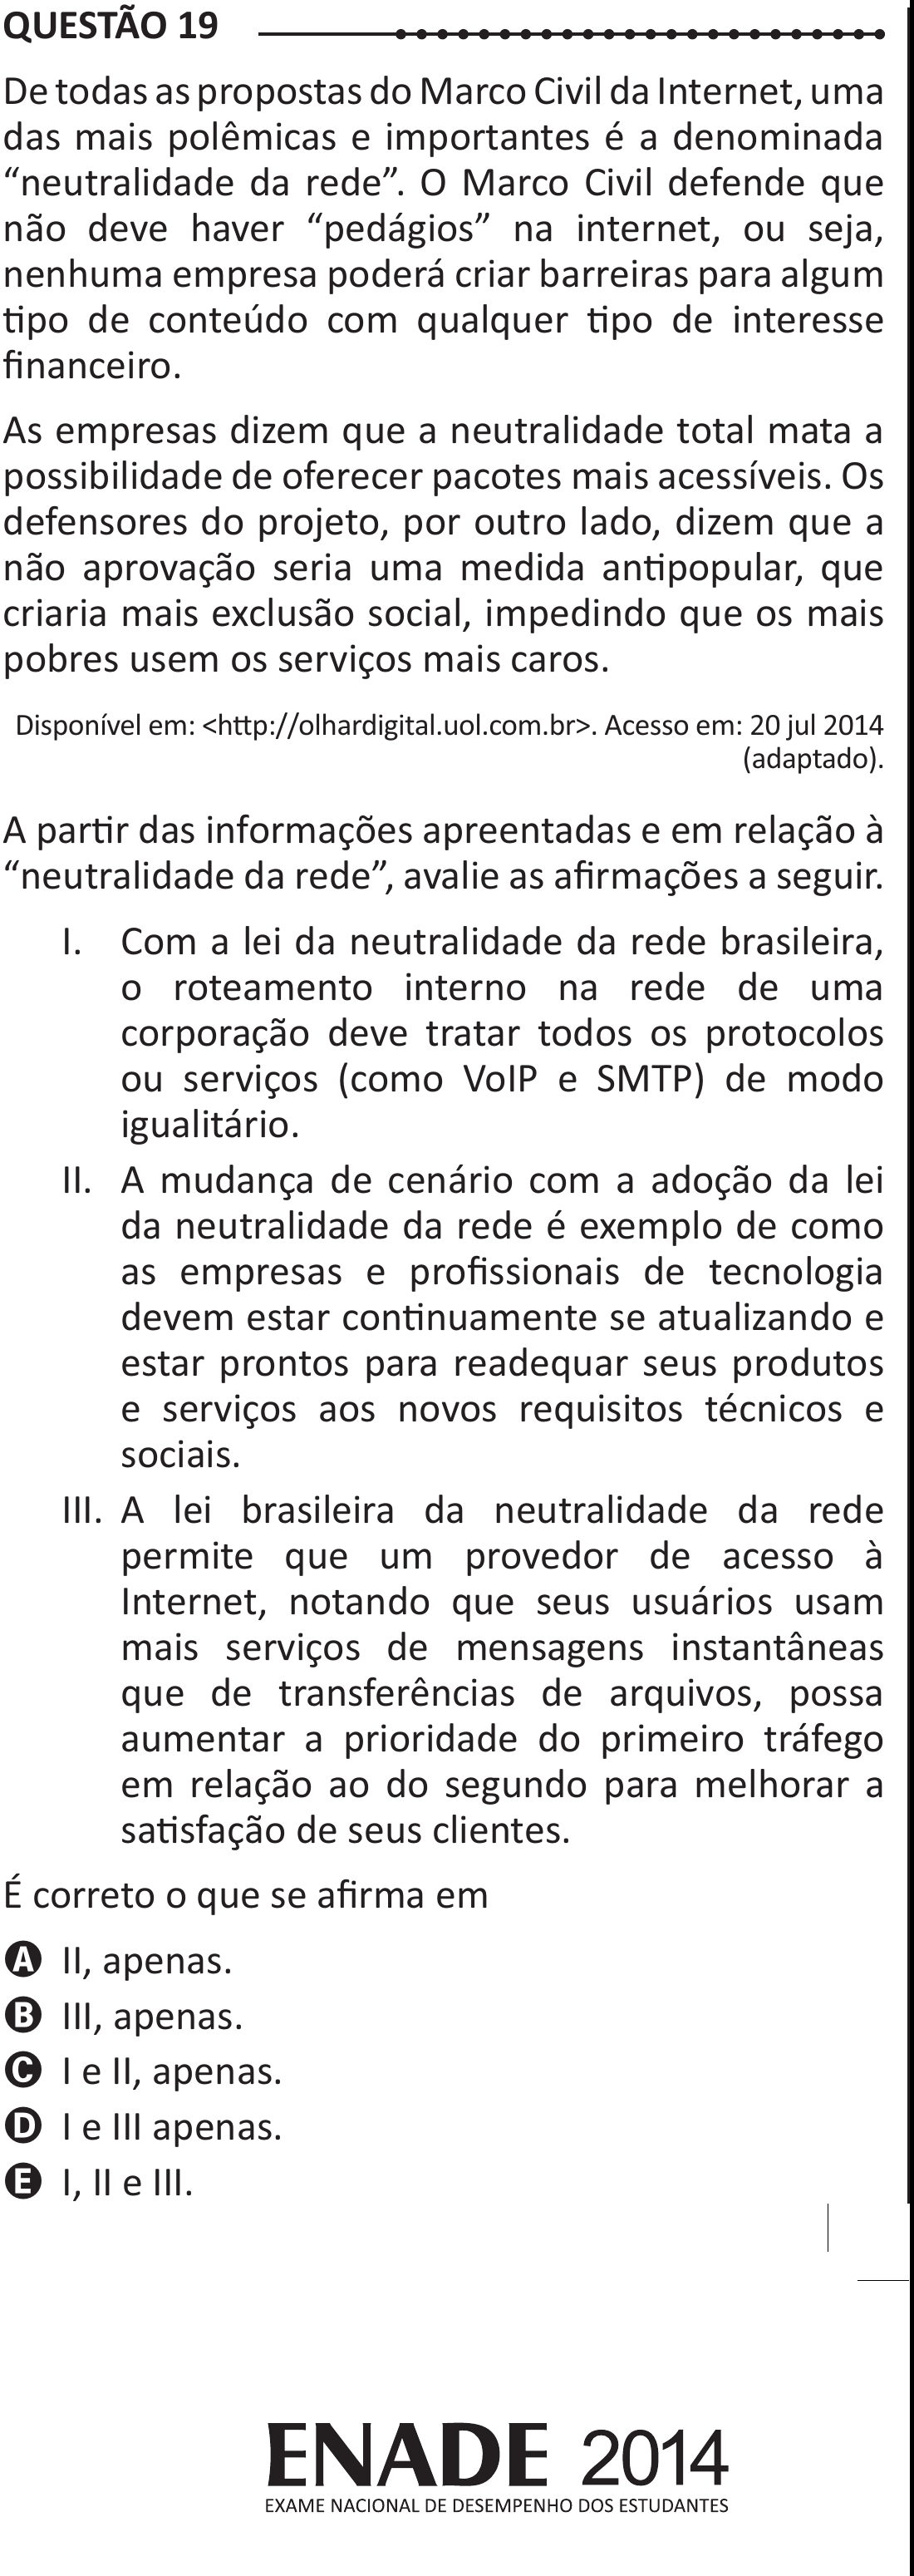 QUESTÃO 19
De todas as propostas do Marco Civil da Internet, uma
das mais polêmicas e importantes é a denominada
“neutralidade da rede”. O Marco Civil defende que
não deve haver “pedágios” na internet, ou seja,
nenhuma empresa poderá criar barreiras para algum
tipo de conteúdo com qualquer tipo de interesse
financeiro.
As empresas dizem que a neutralidade total mata a
possibilidade de oferecer pacotes mais acessíveis. Os
defensores do projeto, por outro lado, dizem que a
não aprovação seria uma medida antipopular, que
criaria mais exclusão social, impedindo que os mais
pobres usem os serviços mais caros.
Disponível em: <http://olhardigital.uol.com.br>. Acesso em: 20 jul 2014
(adaptado).
A partir das informações apreentadas e em relação à
“neutralidade da rede”, avalie as afirmações a seguir.
I. Com a lei da neutralidade da rede brasileira,
o roteamento interno na rede de uma
corporação deve tratar todos os protocolos
ou serviços (como VoIP e SMTP) de modo
igualitário.
II. A mudança de cenário com a adoção da lei
da neutralidade da rede é exemplo de como
as empresas e profissionais de tecnologia
devem estar continuamente se atualizando e
estar prontos para readequar seus produtos
e serviços aos novos requisitos técnicos e
sociais.
III. A lei brasileira da neutralidade da rede
permite que um provedor de acesso à
Internet, notando que seus usuários usam
mais serviços de mensagens instantâneas
que de transferências de arquivos, possa
aumentar a prioridade do primeiro tráfego
em relação ao do segundo para melhorar a
satisfação de seus clientes.
É correto o que se afirma em
A II, apenas.
B III, apenas.
C I e II, apenas.
D I e III apenas.
E I, II e III.
ENADE 2014
EXAME NACIONAL DE DESEMPENHO DOS ESTUDANTES